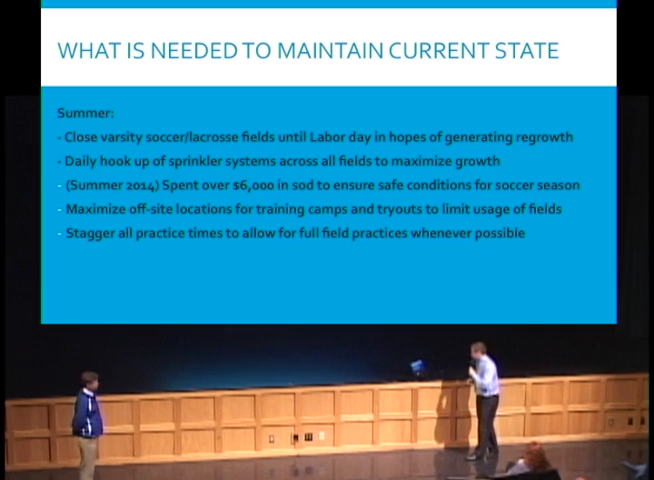 WHAT IS NEEDED TO MAINTAIN CURRENT STATE
Summer:
- Close varsity soccer/lacrosse fields until Labor day in hopes of generating regrowth
- Daily hook up of sprinkler systems across all fields to maximize growth
- (Summer 2014) Spent over $6,000 in sod to ensure safe conditions for soccer season
- Maximize off-site locations for training camps and tryouts to limit usage of fields
- Stagger all practice times to allow for full field practices whenever possible